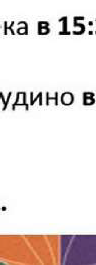 -ка в 15:
удино в
.